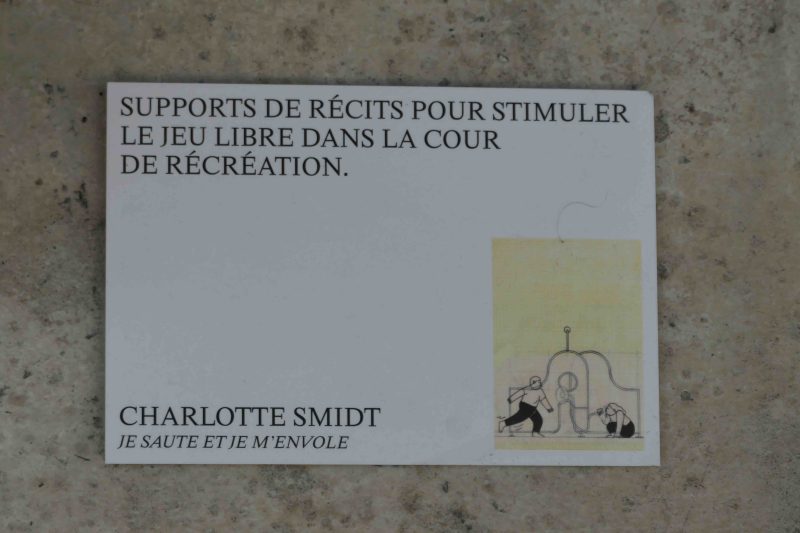 SUPPORTS DE RÉCITS POUR STIMULER
LE JEU LIBRE DANS LA COUR
DE RÉCRÉATION.
CHARLOTTE SMIDT
JE SAUTE ET JE M'ENVOLE